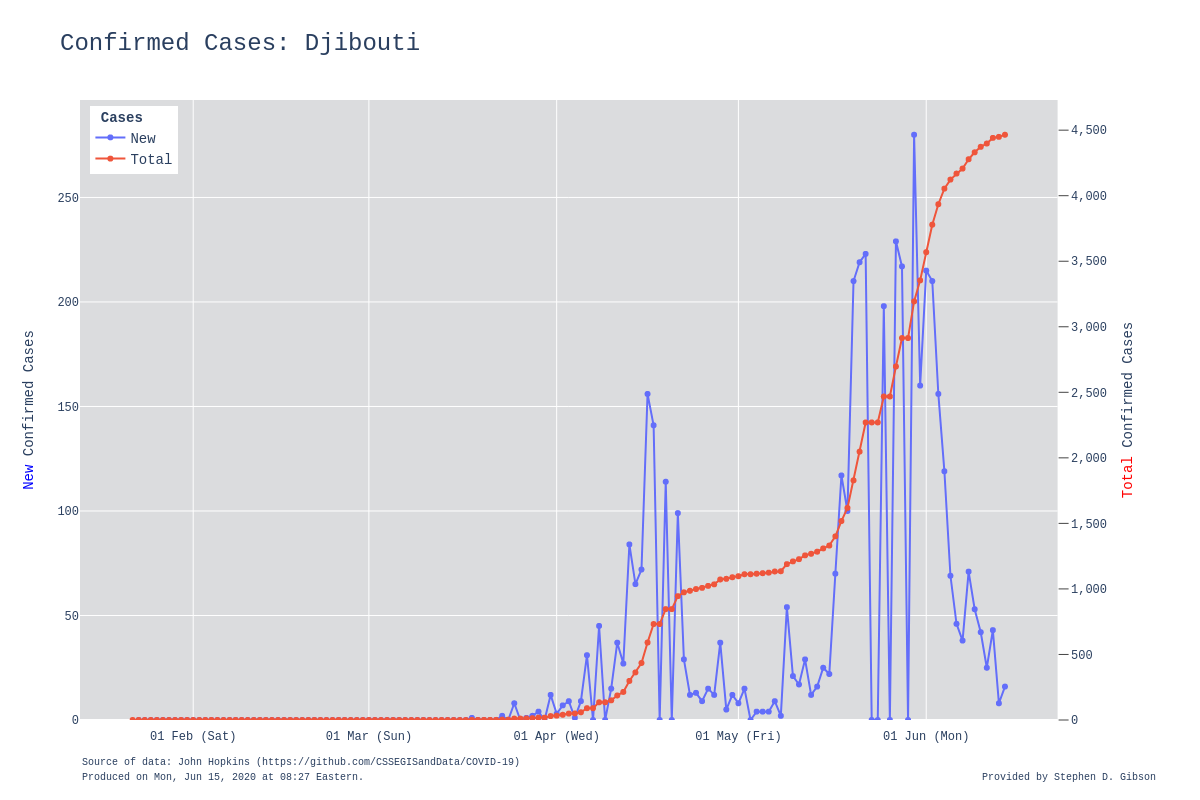 Confirmed Cases: Djibouti
Cases
New
Total
250
200
150
100
50
0
4,500
4,000
3,500
3,000
2,500
2,000
1,500
1,000
500
0
New Confirmed Cases
Total Confirmed Cases
01 Feb (Sat)
01 Mar (Sun)
01 Apr (Wed)
01 May (Fri)
01 Jun (Mon)
Source of data: John Hopkins (https://github.com/CSSEGISandData/COVID-19)
Produced on Mon, Jun 15, 2020 at 08:27 Eastern.
Provided by Stephen D. Gibson